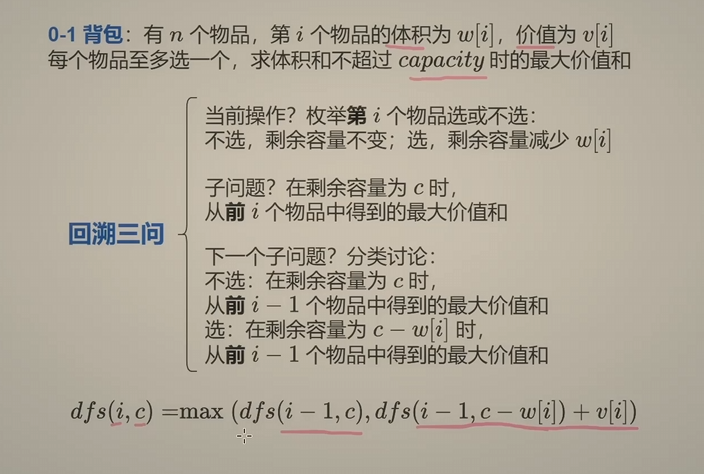 0-1 背包：有 n 个物品，第 i 个物品的体积为 w[i]，价值为 v[i]
每个物品至多选一个，求体积和不超过 capacity 时的最大价值和
当前操作？枚举第 i 个物品选或不选：
不选，剩余容量不变；选，剩余容量减少 w[i]
子问题？在剩余容量为 c 时，
从前 i 个物品中得到的最大价值和
回溯三问
下一个子问题？分类讨论：
不选：在剩余容量为 c 时，
从前 i − 1 个物品中得到的最大价值和
选：在剩余容量为 c − w[i] 时，
从前 i − 1 个物品中得到的最大价值和
dfs(i, c) =max (dfs(i − 1, c), dfs(i − 1, c − w[i]) + v[i])